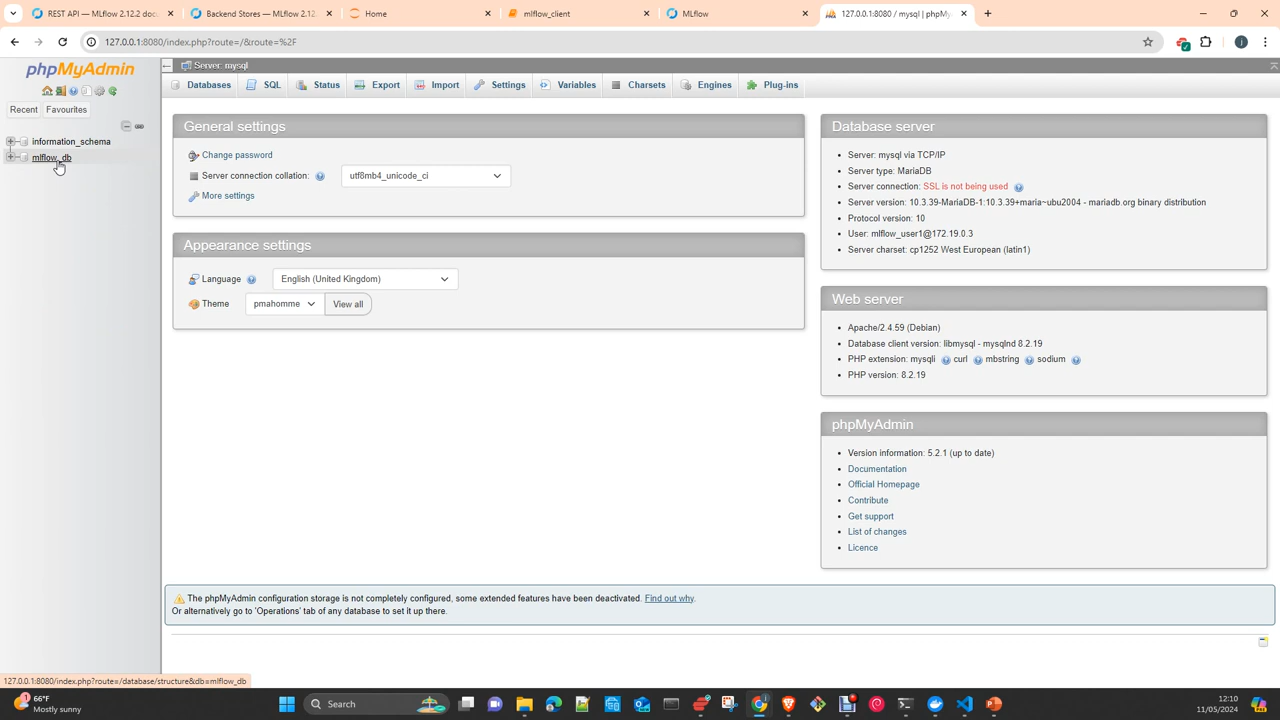 REST API — MLflow 2.12.2 docu
Backend Stores — MLflow 2.12.
Home
mlflow_client
MLflow
127.0.0.1:8080 / mysql | phpMy
127.0.0.1:8080/index.php?route=/&route=%2F
phpMyAdmin
Recent
Favourites
information_schema
mlflow_db
Server: mysql
Databases
SQL
Status
Export
Import
Settings
Variables
Charsets
Engines
Plug-ins
General settings
Change password
Server connection collation:
utf8mb4_unicode_ci
More settings
Appearance settings
Language
English (United Kingdom)
Theme
pmahomme
View all
Database server
Server: mysql via TCP/IP
Server type: MariaDB
Server connection: SSL is not being used
Server version: 10.3.39-MariaDB-1:10.3.39+maria~ubu2004 - mariadb.org binary distribution
Protocol version: 10
User: mlflow_user1@172.19.0.3
Server charset: cp1252 West European (latin1)
Web server
Apache/2.4.59 (Debian)
Database client version: libmysql - mysqlnd 8.2.19
PHP extension: mysqli curl mbstring sodium
PHP version: 8.2.19
phpMyAdmin
Version information: 5.2.1 (up to date)
Documentation
Official Homepage
Contribute
Get support
List of changes
Licence
The phpMyAdmin configuration storage is not completely configured, some extended features have been deactivated. Find out why.
Or alternatively go to 'Operations' tab of any database to set it up there.
127.0.0.1:8080/index.php?route=/database/structure&db=mlflow_db
66°F
Mostly sunny
Search
12:10
11/05/2024